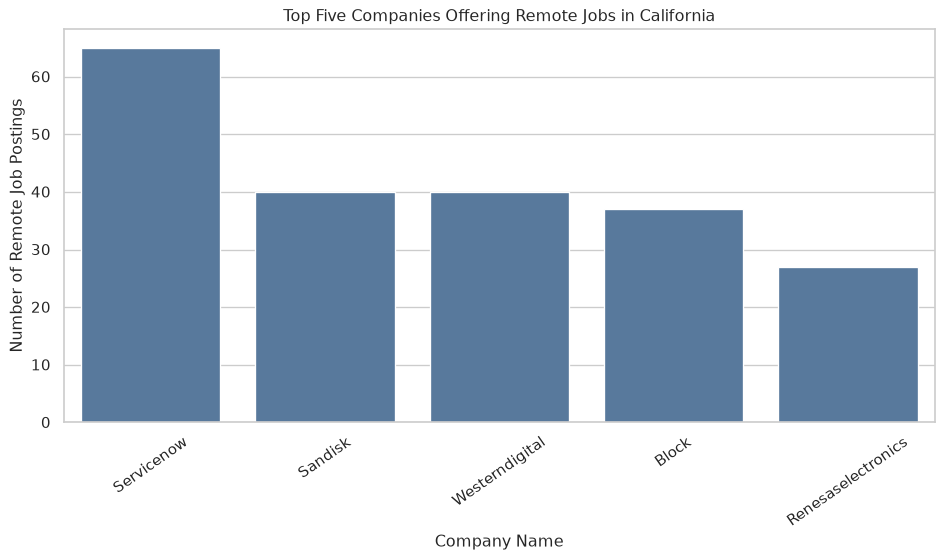 Top Five Companies Offering Remote Jobs in California
Number of Remote Job Postings
60
50
40
30
20
10
0
Servicenow
Sandisk
Westerndigital
Block
Renesaselectronics
Company Name